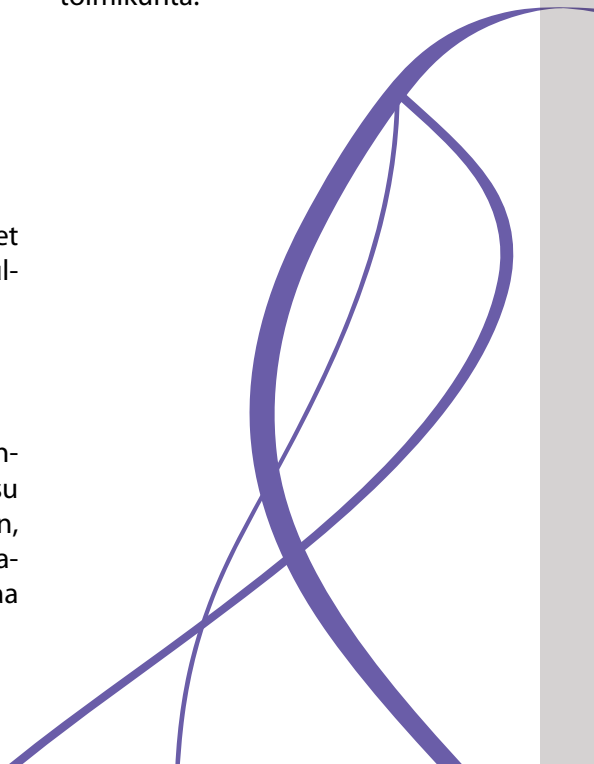 toimikunta.
et
al-
n-
su
n,
a-
na